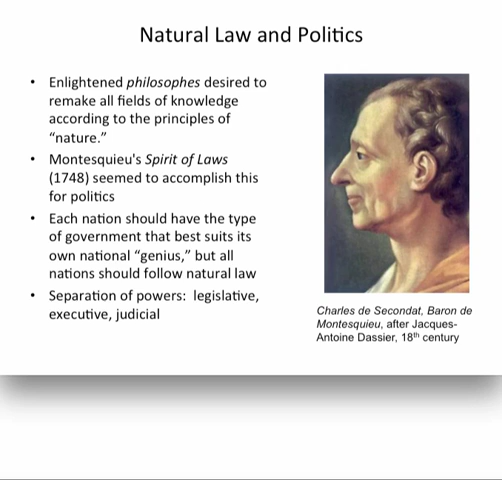 Natural Law and Politics
• Enlightened philosophes desired to
remake all fields of knowledge
according to the principles of
“nature.”
• Montesquieu's Spirit of Laws
(1748) seemed to accomplish this
for politics
• Each nation should have the type
of government that best suits its
own national “genius,” but all
nations should follow natural law
• Separation of powers: legislative,
executive, judicial
Charles de Secondat, Baron de
Montesquieu, after Jacques-
Antoine Dassier, 18th century